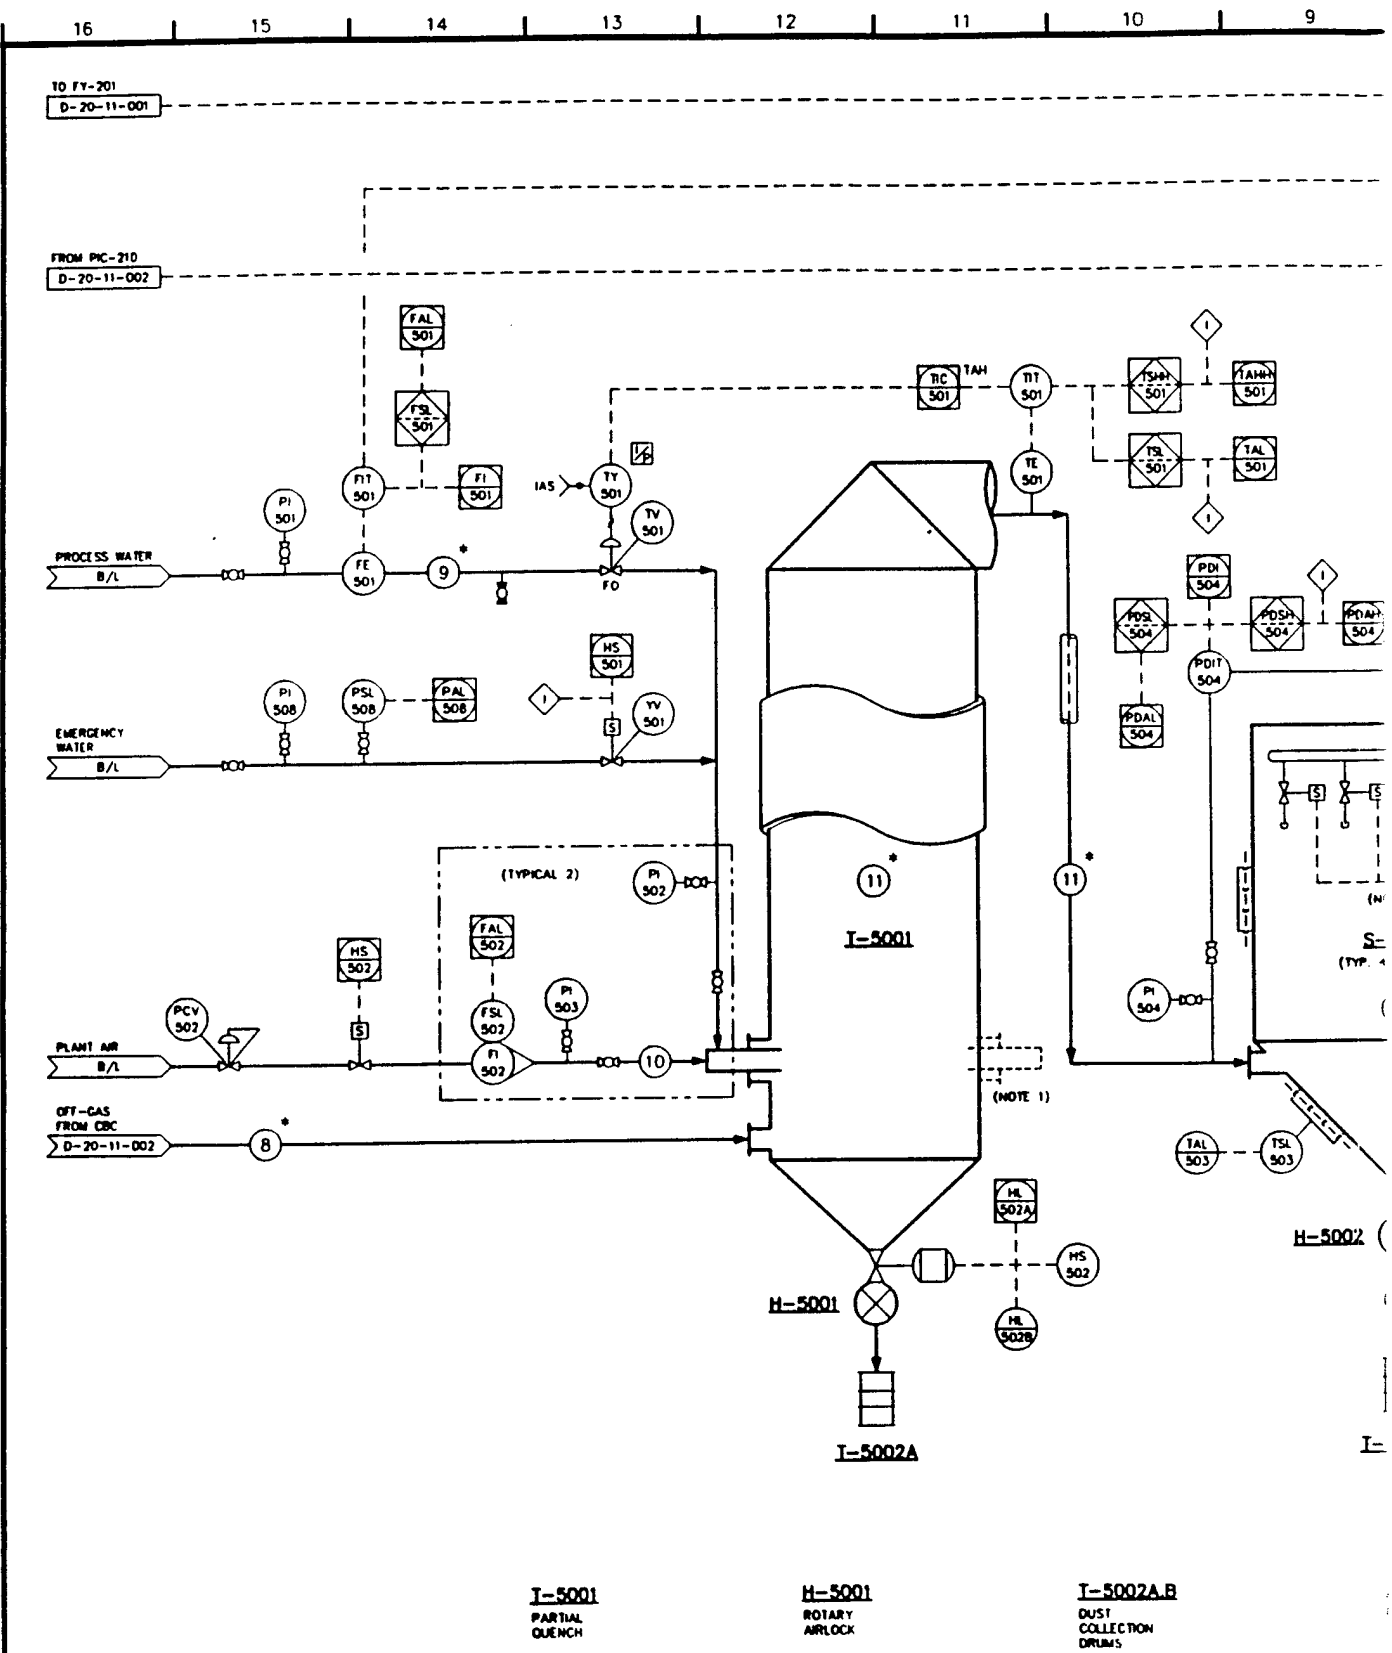 16 15 14 13 12 11 10 9
TO FY-201
D-20-11-001
FROM PIC-210
D-20-11-002
FAL
501
FSL
501
FIT
501
FI
501
PI
501
FE
501
9 *
PROCESS WATER
B/L
IAS
TY
501
I/P
TV
501
FO
TIC
501
TAH
TIT
501
TE
501
TSHH
501
TAHH
501
I
TSL
501
TAL
501
I
PDI
504
PDSL
504
PDSH
504
I
PDAH
504
PDIT
504
PDAL
504
EMERGENCY
WATER
B/L
PI
508
PSL
508
PAL
508
HS
501
I
S
YV
501
S S
(TYPICAL 2)
PI
502
FAL
502
FSL
502
FI
502
PI
503
10
HS
502
S
PCV
502
PLANT AIR
B/L
OFF-GAS
FROM CBC
D-20-11-002
8 *
11 *
T-5001
11 *
(NOTE 1)
PI
504
S-
(TYP.
TAL
503
TSL
503
H-5002
HL
502A
HS
502
HL
502B
H-5001
T-5002A
T-
T-5001
PARTIAL
QUENCH
H-5001
ROTARY
AIRLOCK
T-5002A,B
DUST
COLLECTION
DRUMS